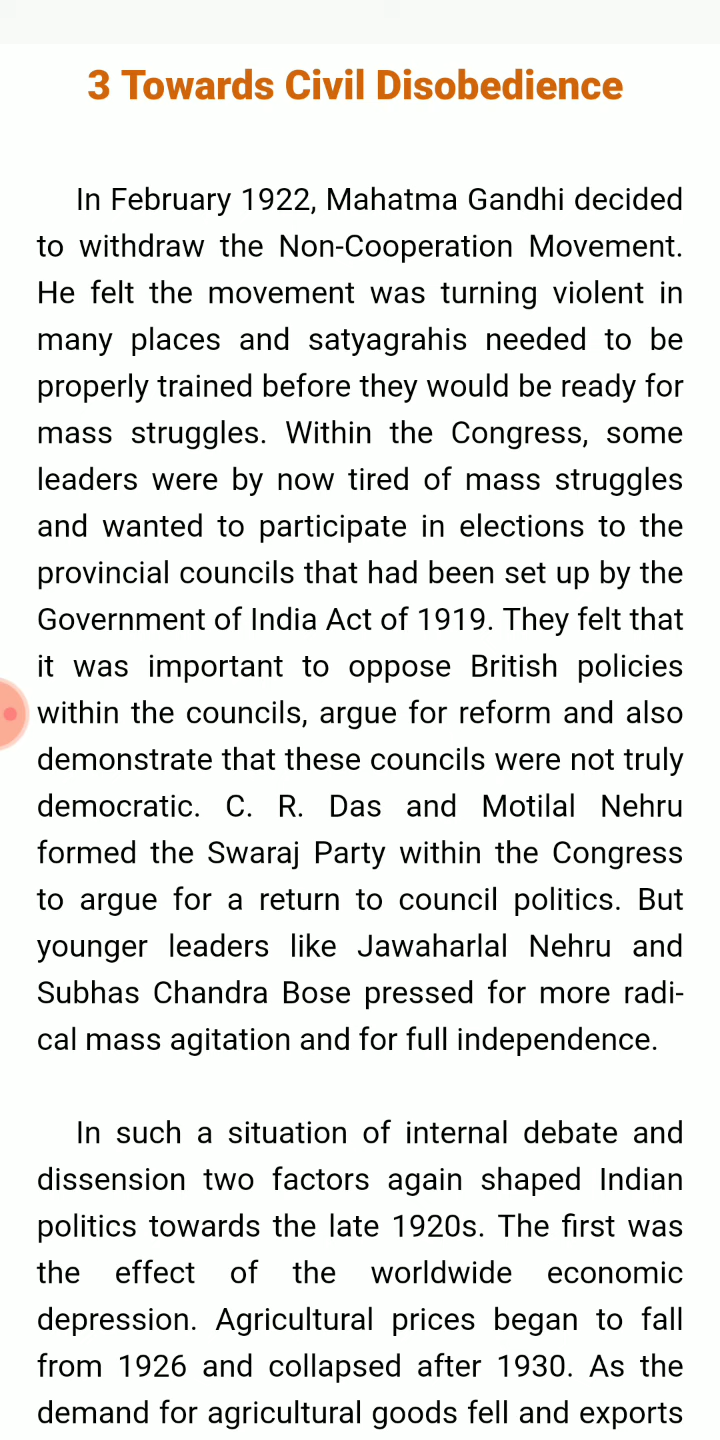 3 Towards Civil Disobedience
In February 1922, Mahatma Gandhi decided
to withdraw the Non-Cooperation Movement.
He felt the movement was turning violent in
many places and satyagrahis needed to be
properly trained before they would be ready for
mass struggles. Within the Congress, some
leaders were by now tired of mass struggles
and wanted to participate in elections to the
provincial councils that had been set up by the
Government of India Act of 1919. They felt that
it was important to oppose British policies
within the councils, argue for reform and also
demonstrate that these councils were not truly
democratic. C. R. Das and Motilal Nehru
formed the Swaraj Party within the Congress
to argue for a return to council politics. But
younger leaders like Jawaharlal Nehru and
Subhas Chandra Bose pressed for more radi-
cal mass agitation and for full independence.
In such a situation of internal debate and
dissension two factors again shaped Indian
politics towards the late 1920s. The first was
the effect of the worldwide economic
depression. Agricultural prices began to fall
from 1926 and collapsed after 1930. As the
demand for agricultural goods fell and exports